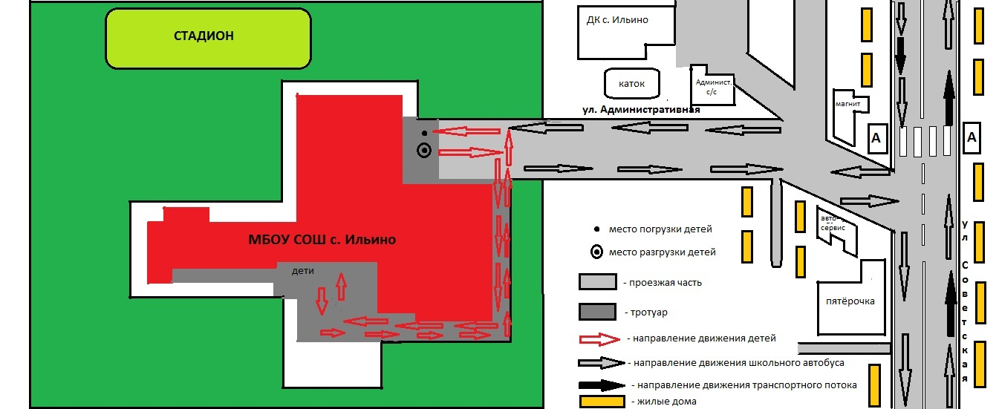 СТАДИОН
ДК с. Ильино
каток
Админист.
с/с
ул. Административная
магнит
А
А
МБОУ СОШ с. Ильино
дети
авто-
сервис
пятёрочка
ул Советская
место погрузки детей
место разгрузки детей
- проезжая часть
- тротуар
- направление движения детей
- направление движения школьного автобуса
- направление движения транспортного потока
- жилые дома